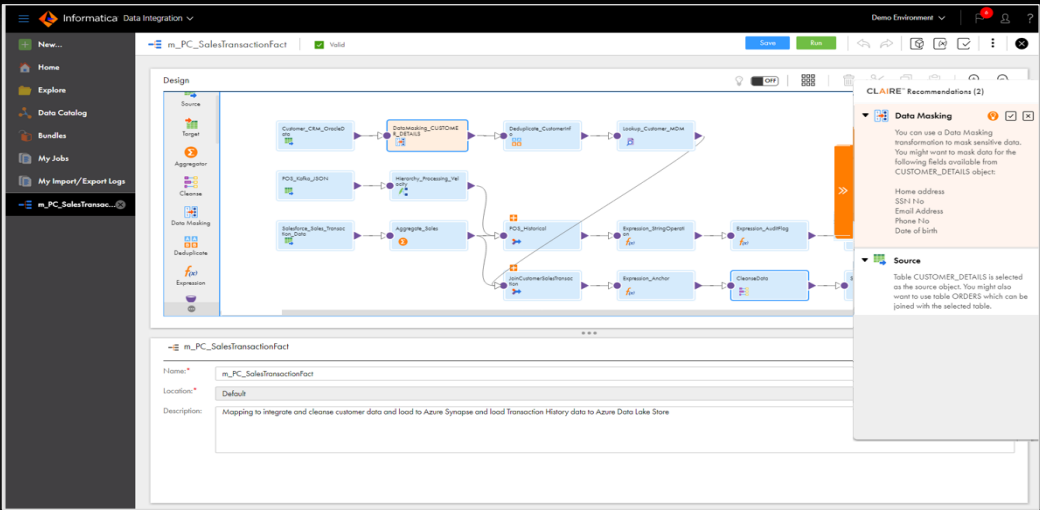 Informatica Data Integration
Demo Environment
?
New...
Home
Explore
Data Catalog
Bundles
My Jobs
My Import/Export Logs
m_PC_SalesTransac...
m_PC_SalesTransactionFact
Valid
Save
Run
Design
OFF
Source
Target
Aggregator
Cleanse
Data Masking
Deduplicate
f(x)
Expression
Customer_CRM_OracleD
ata
DataMasking_CUSTOME
R_DETAILS
Deduplicate_CustomerInf
o
Lookup_Customer_MDM
POS_Kafka_JSON
Hierarchy_Processing_Vel
ocity
Salesforce_Sales_Transac
tion_Data
Aggregate_Sales
POS_Historical
Expression_StringOperati
on
f(x)
Expression_AuditFlag
f(x)
JoinCustomerSalesTransac
tion
Expression_Anchor
f(x)
CleanseData
CLAIRE™ Recommendations (2)
Data Masking
You can use a Data Masking
transformation to mask sensitive data.
You might want to mask data for the
following fields available from
CUSTOMER_DETAILS object:
Home address
SSN No
Email Address
Phone No
Date of birth
Source
Table CUSTOMER_DETAILS is selected
as the source object. You might also
want to use table ORDERS which can be
joined with the selected table.
m_PC_SalesTransactionFact
Name:*
m_PC_SalesTransactionFact
Location:*
Default
Description:
Mapping to integrate and cleanse customer data and load to Azure Synapse and load Transaction History data to Azure Data Lake Store